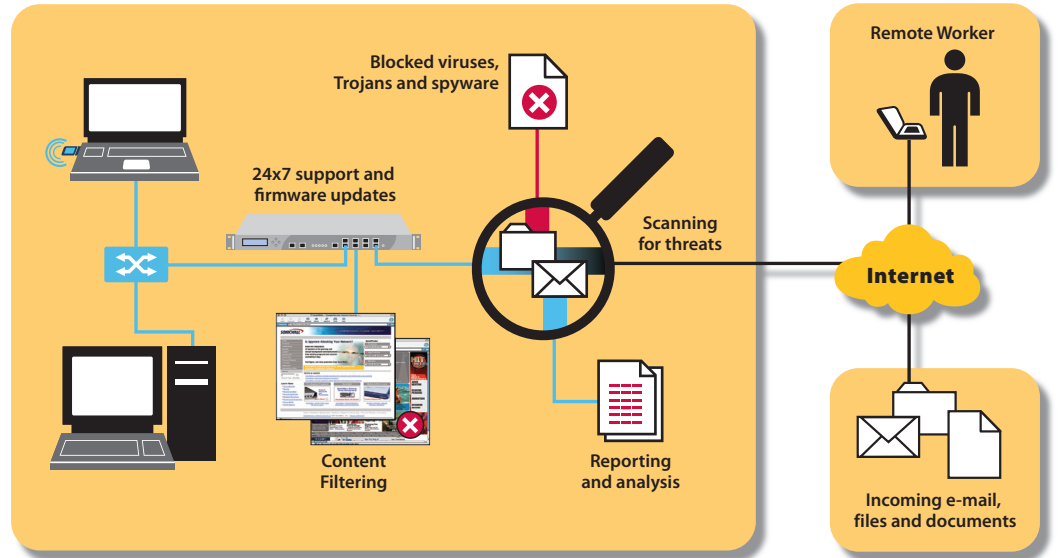 Blocked viruses,
Trojans and spyware
Remote Worker
24x7 support and
firmware updates
Scanning
for threats
Internet
SONICWALL
Content
Filtering
Reporting
and analysis
Incoming e-mail,
files and documents